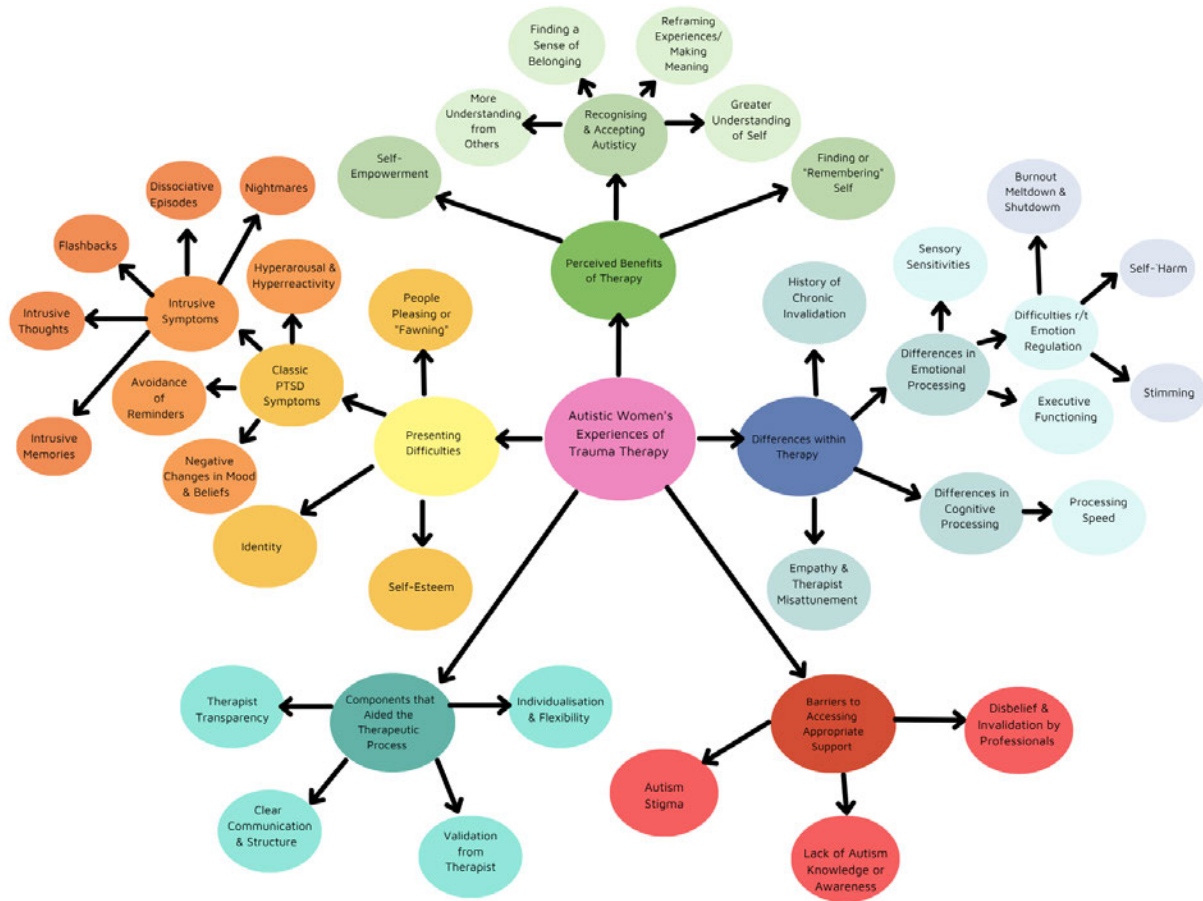 Finding a
Sense of
Belonging
Reframing
Experiences/
Making
Meaning
More
Understanding
from
Others
Recognising
& Accepting
Autisticy
Greater
Understanding
of Self
Self-
Empowerment
Finding or
"Remembering"
Self
Perceived Benefits
of Therapy
Dissociative
Episodes
Nightmares
Flashbacks
Intrusive
Thoughts
Intrusive
Symptoms
Hyperarousal &
Hyperreactivity
Avoidance
of
Reminders
Classic
PTSD
Symptoms
Intrusive
Memories
Negative
Changes in Mood
& Beliefs
People
Pleasing or
"Fawning"
Presenting
Difficulties
Identity
Self-Esteem
Autistic Women's
Experiences of
Trauma Therapy
History of
Chronic
Invalidation
Differences within
Therapy
Sensory
Sensitivities
Burnout
Meltdown &
Shutdowm
Self-Harm
Difficulties r/t
Emotion
Regulation
Differences in
Emotional
Processing
Stimming
Executive
Functioning
Differences in
Cognitive
Processing
Processing
Speed
Empathy &
Therapist
Misattunement
Therapist
Transparency
Components that
Aided the
Therapeutic
Process
Individualisation
& Flexibility
Clear
Communication
& Structure
Validation
from
Therapist
Barriers to
Accessing
Appropriate
Support
Disbelief &
Invalidation by
Professionals
Autism
Stigma
Lack of Autism
Knowledge or
Awareness